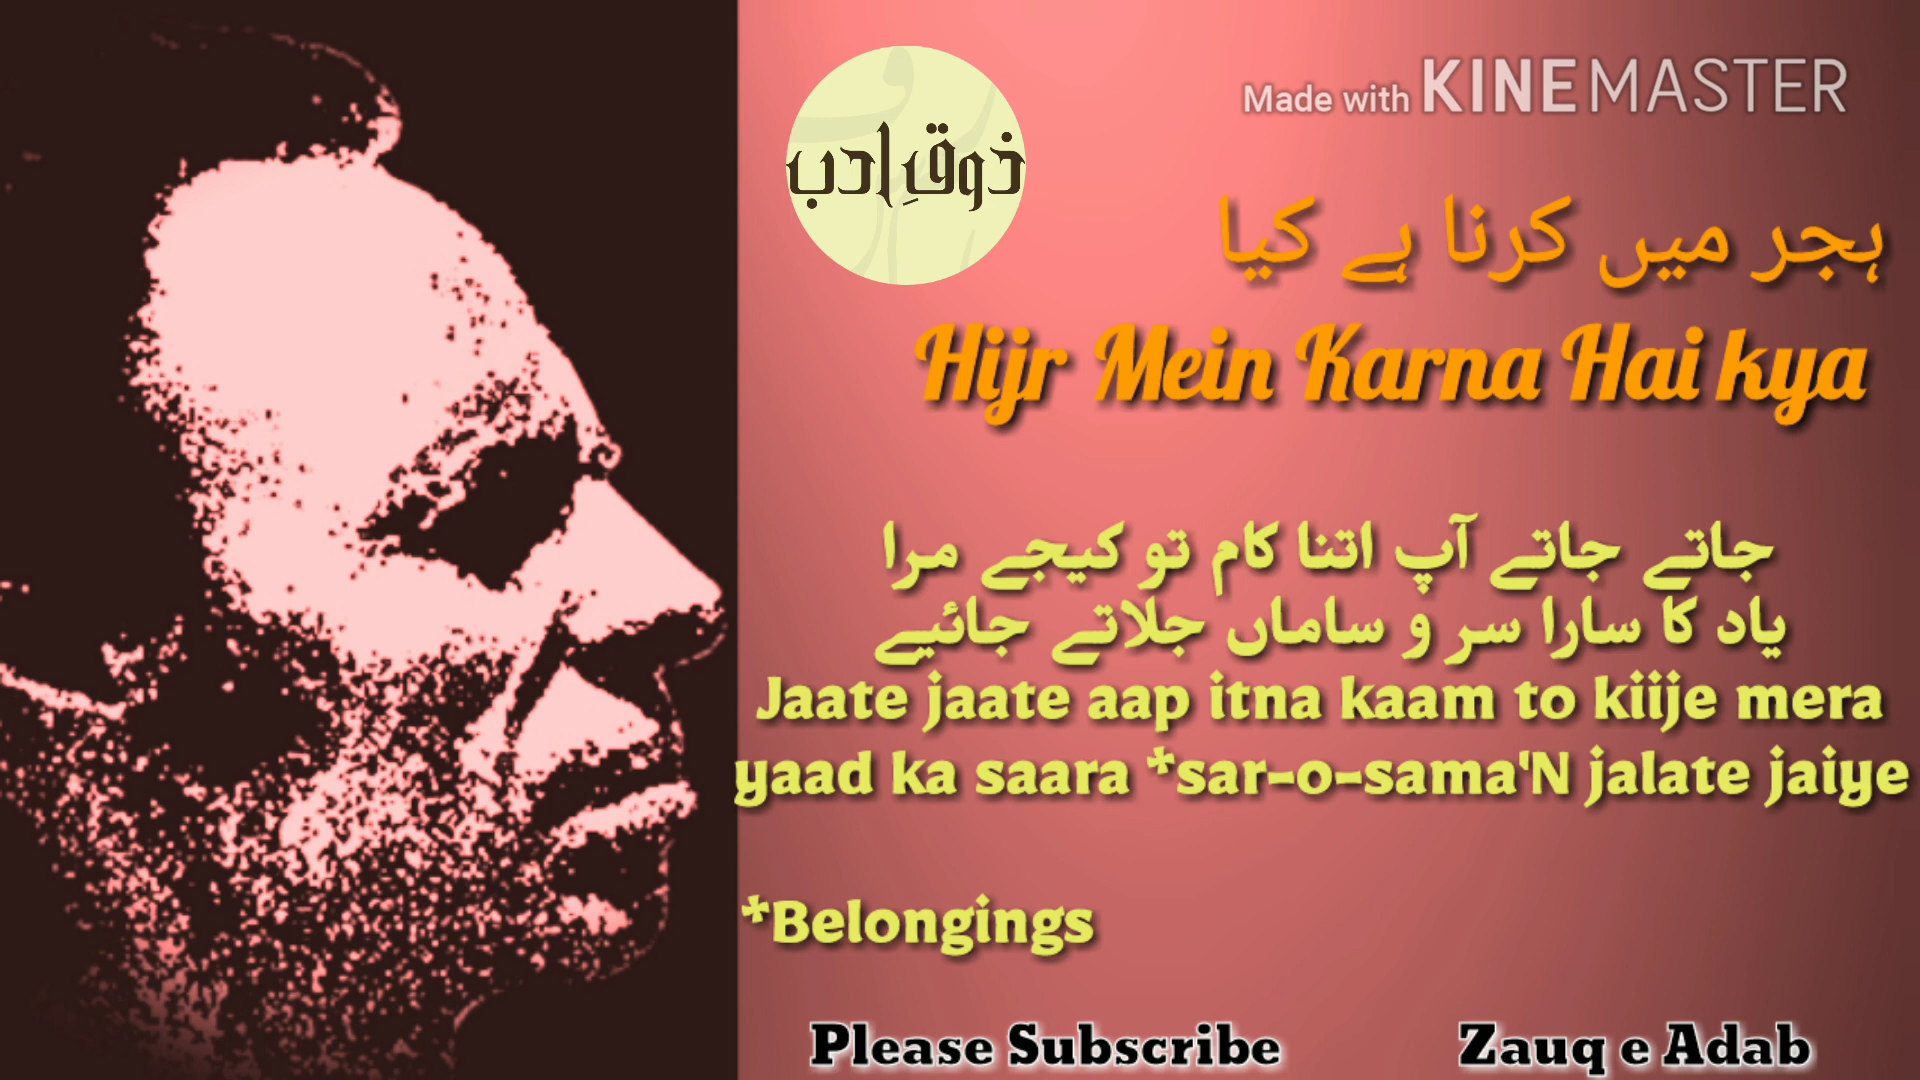 Made with KINEMASTER
ذوقِ ادب
ہجر میں کرنا ہے کیا
Hijr Mein Karna Hai kya
جاتے جاتے آپ اتنا کام تو کیجے مرا
یاد کا سارا سر و ساماں جلاتے جائیے
Jaate jaate aap itna kaam to kiije mera
yaad ka saara *sar-o-sama'N jalate jaiye
*Belongings
Please Subscribe
Zauq e Adab